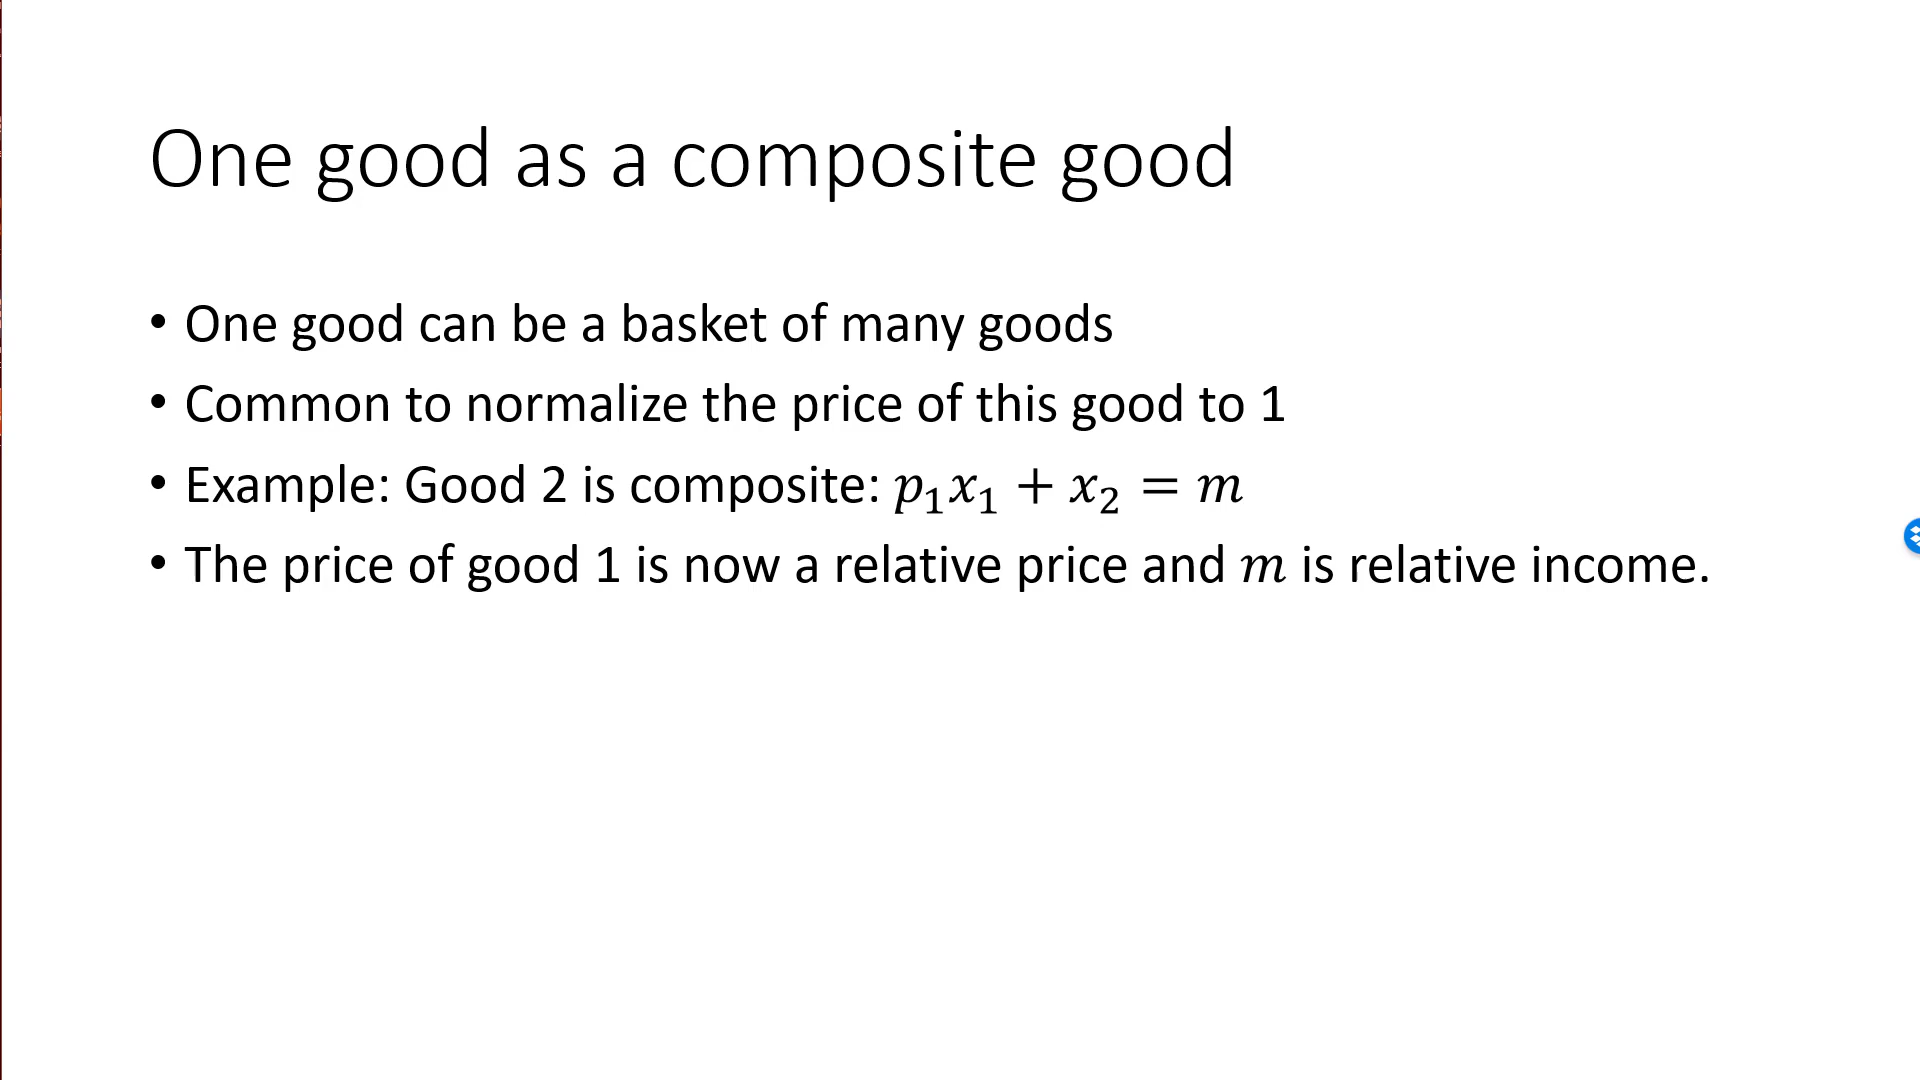 One good as a composite good
• One good can be a basket of many goods
• Common to normalize the price of this good to 1
• Example: Good 2 is composite: 𝑝₁𝑥₁ + 𝑥₂ = 𝑚
• The price of good 1 is now a relative price and 𝑚 is relative income.